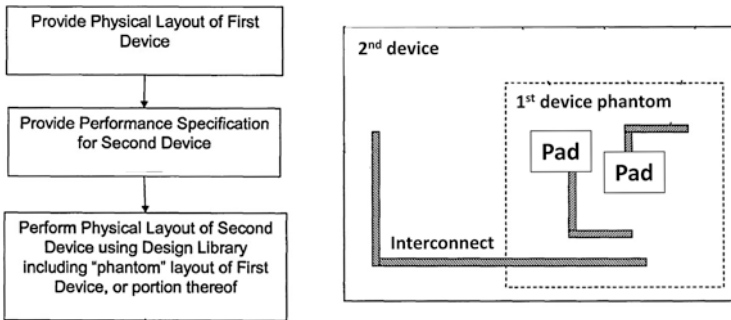 Provide Physical Layout of First
Device
Provide Performance Specification
for Second Device
Perform Physical Layout of Second
Device using Design Library
including "phantom" layout of First
Device, or portion thereof
2nd device
1st device phantom
Pad
Pad
Interconnect